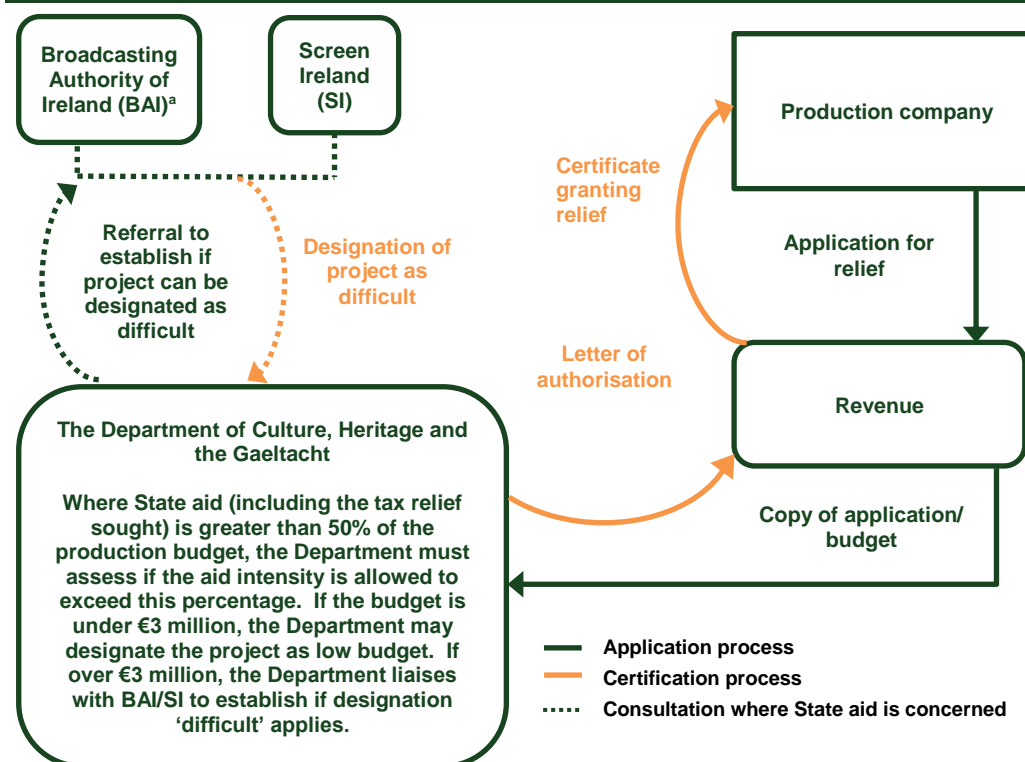 Broadcasting
Authority of
Ireland (BAI)ᵃ
Screen
Ireland
(SI)
Production company
Certificate
granting
relief
Application for
relief
Referral to
establish if
project can be
designated as
difficult
Designation of
project as
difficult
Letter of
authorisation
Revenue
Copy of application/
budget
The Department of Culture, Heritage and
the Gaeltacht
Where State aid (including the tax relief
sought) is greater than 50% of the
production budget, the Department must
assess if the aid intensity is allowed to
exceed this percentage.  If the budget is
under €3 million, the Department may
designate the project as low budget.  If
over €3 million, the Department liaises
with BAI/SI to establish if designation
‘difficult’ applies.
Application process
Certification process
Consultation where State aid is concerned